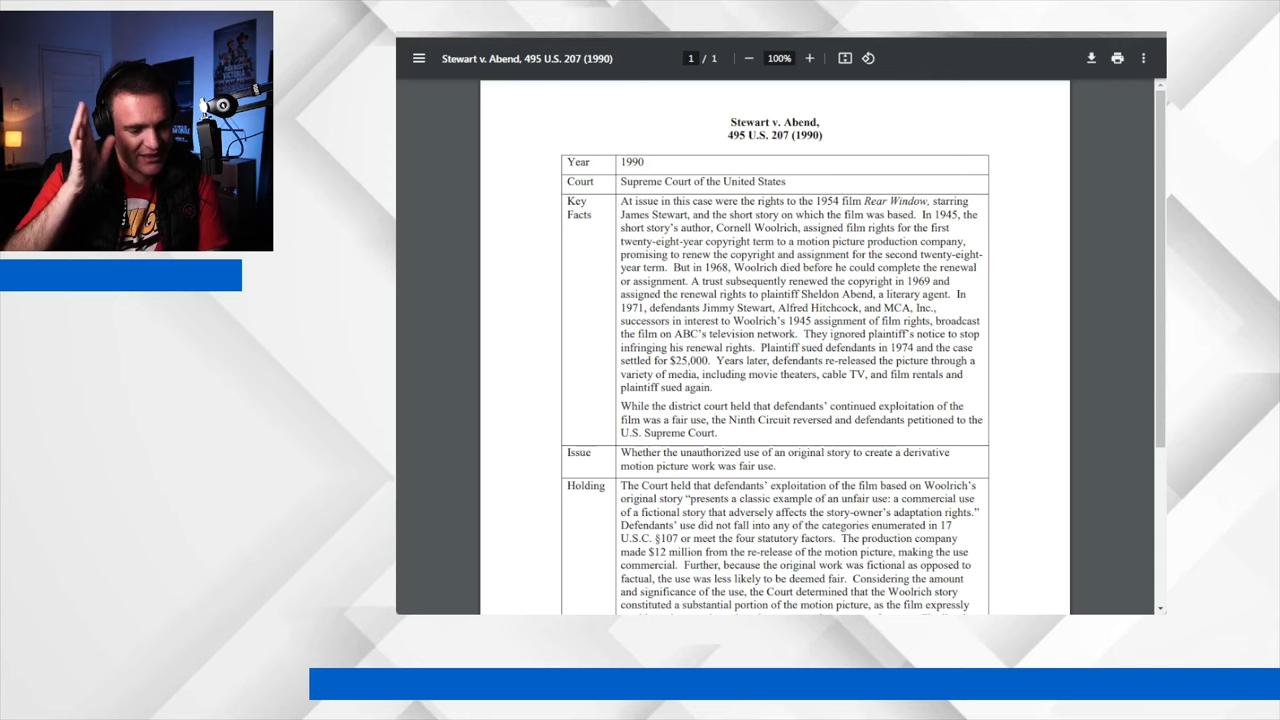 Stewart v. Abend, 495 U.S. 207 (1990)
1 / 1
100%
Stewart v. Abend,
495 U.S. 207 (1990)
Year 1990
Court Supreme Court of the United States
Key Facts
At issue in this case were the rights to the 1954 film Rear Window, starring
James Stewart, and the short story on which the film was based. In 1945, the
short story's author, Cornell Woolrich, assigned film rights for the first
twenty-eight-year copyright term to a motion picture production company,
promising to renew the copyright and assignment for the second twenty-eight-
year term. But in 1968, Woolrich died before he could complete the renewal
or assignment. A trust subsequently renewed the copyright in 1969 and
assigned the renewal rights to plaintiff Sheldon Abend, a literary agent. In
1971, defendants Jimmy Stewart, Alfred Hitchcock, and MCA, Inc.,
successors in interest to Woolrich's 1945 assignment of film rights, broadcast
the film on ABC's television network. They ignored plaintiff's notice to stop
infringing his renewal rights. Plaintiff sued defendants in 1974 and the case
settled for $25,000. Years later, defendants re-released the picture through a
variety of media, including movie theaters, cable TV, and film rentals and
plaintiff sued again.
While the district court held that defendants' continued exploitation of the
film was a fair use, the Ninth Circuit reversed and defendants petitioned to the
U.S. Supreme Court.
Issue Whether the unauthorized use of an original story to create a derivative
motion picture work was fair use.
Holding The Court held that defendants' exploitation of the film based on Woolrich's
original story "presents a classic example of an unfair use: a commercial use
of a fictional story that adversely affects the story-owner's adaptation rights."
Defendants' use did not fall into any of the categories enumerated in 17
U.S.C. §107 or meet the four statutory factors. The production company
made $12 million from the re-release of the motion picture, making the use
commercial. Further, because the original work was fictional as opposed to
factual, the use was less likely to be deemed fair. Considering the amount
and significance of the use, the Court determined that the Woolrich story
constituted a substantial portion of the motion picture, as the film expressly